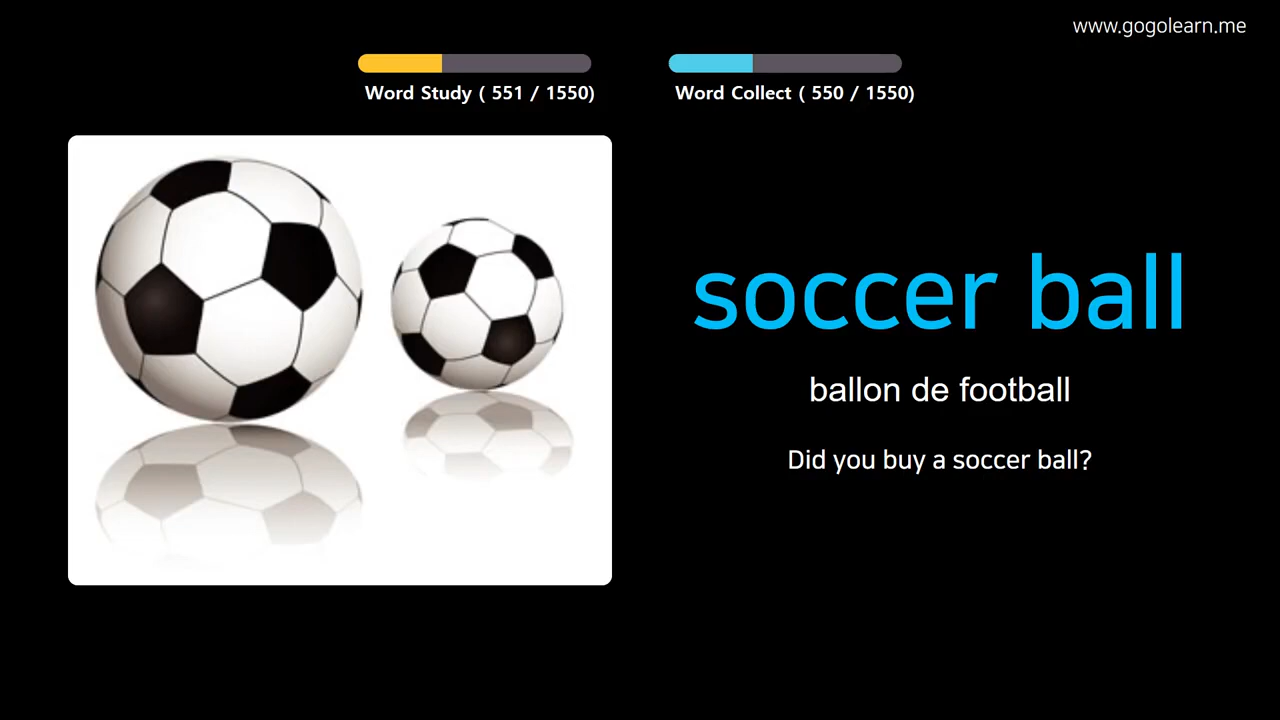 www.gogolearn.me
Word Study ( 551 / 1550)
Word Collect ( 550 / 1550)
soccer ball
ballon de football
Did you buy a soccer ball?